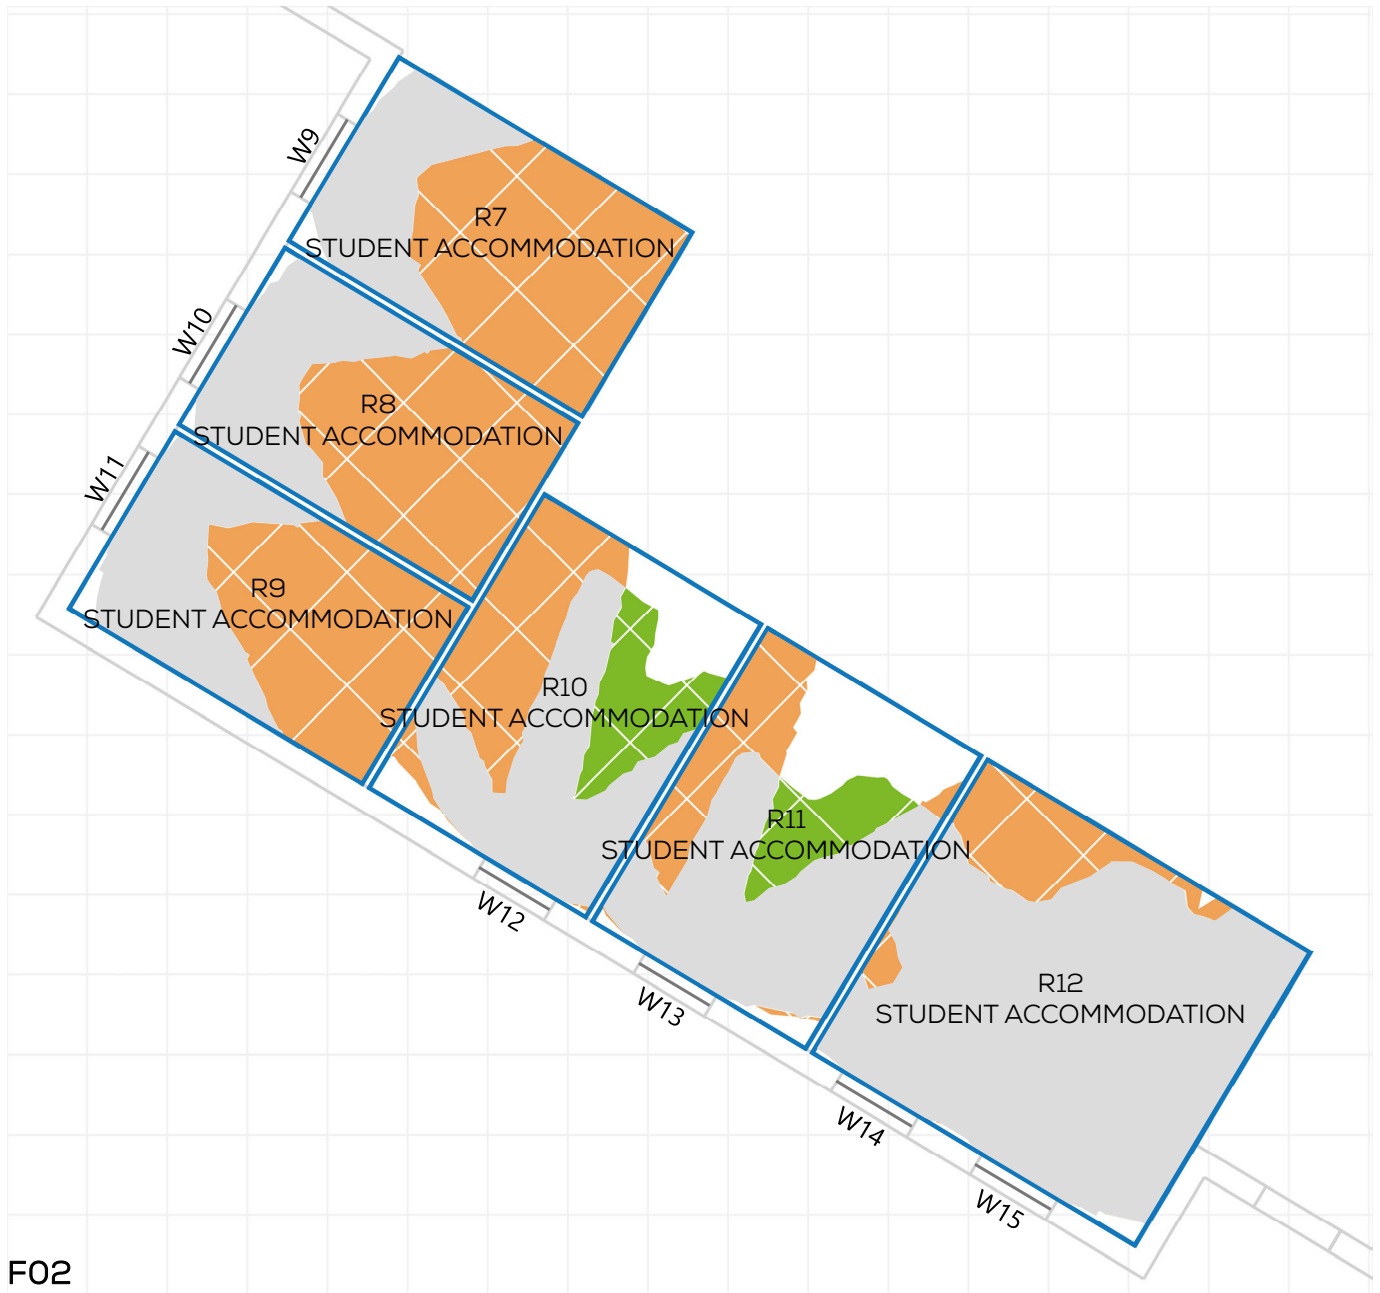 W9
R7
STUDENT ACCOMMODATION
W10
R8
STUDENT ACCOMMODATION
W11
R9
STUDENT ACCOMMODATION
R10
STUDENT ACCOMMODATION
R11
STUDENT ACCOMMODATION
W12
R12
STUDENT ACCOMMODATION
W13
W14
W15
F02